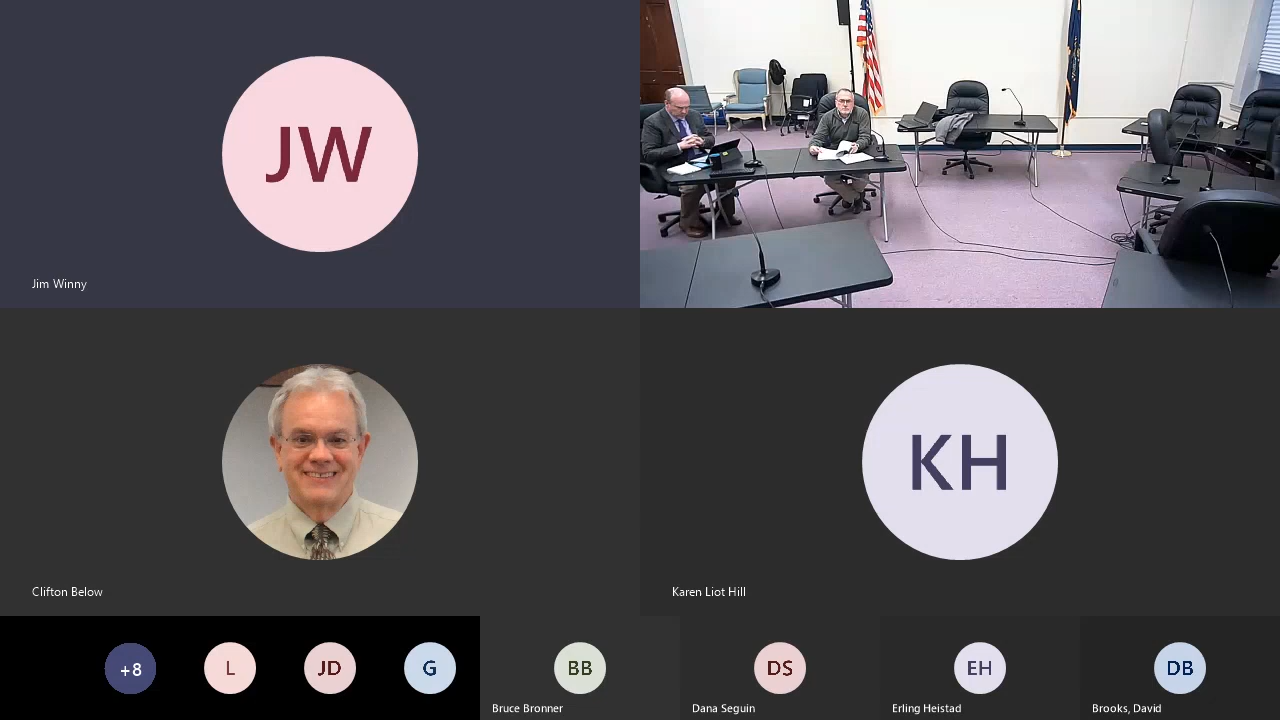 JW
Jim Winny
Clifton Below
KH
Karen Liot Hill
+8
L
JD
G
BB
Bruce Bronner
DS
Dana Seguin
EH
Erling Heistad
DB
Brooks, David